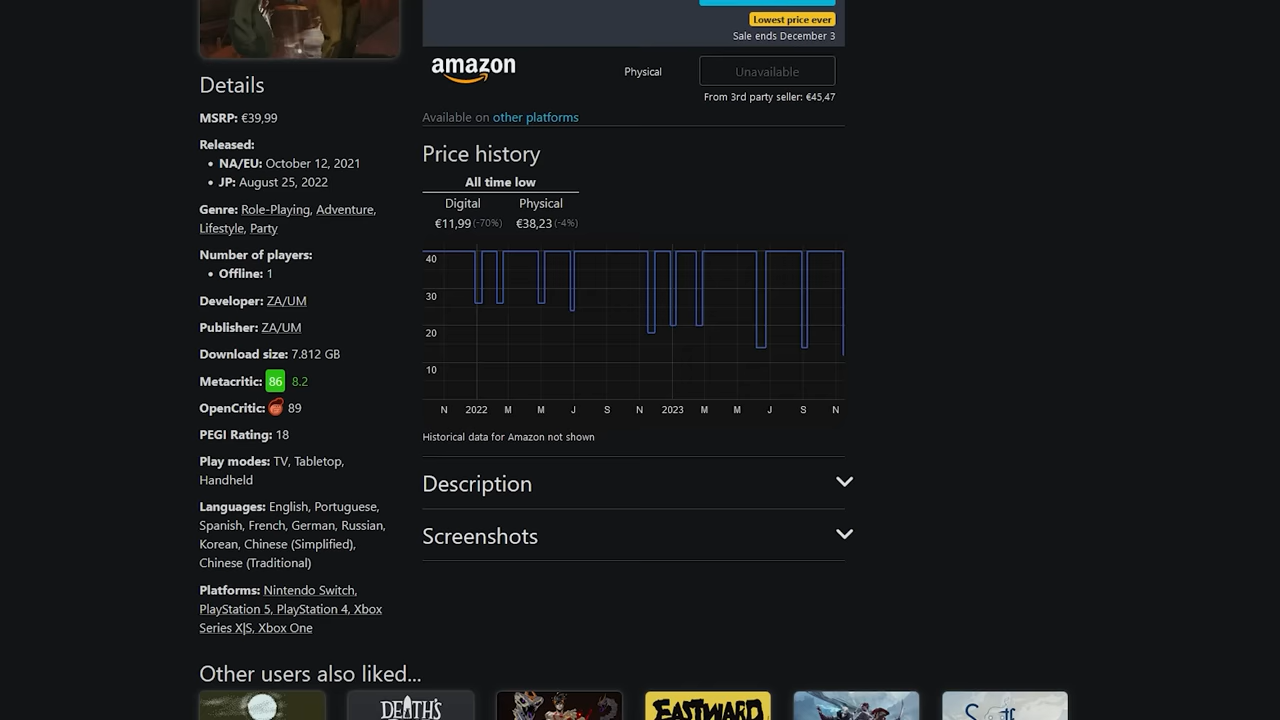 Lowest price ever
Sale ends December 3
amazon
Physical
Unavailable
From 3rd party seller: €45,47
Available on other platforms
Details
MSRP: €39,99
Released:
• NA/EU: October 12, 2021
• JP: August 25, 2022
Genre: Role-Playing, Adventure,
Lifestyle, Party
Number of players:
• Offline: 1
Developer: ZA/UM
Publisher: ZA/UM
Download size: 7.812 GB
Metacritic: 86 8.2
OpenCritic: 89
PEGI Rating: 18
Play modes: TV, Tabletop,
Handheld
Languages: English, Portuguese,
Spanish, French, German, Russian,
Korean, Chinese (Simplified),
Chinese (Traditional)
Platforms: Nintendo Switch,
PlayStation 5, PlayStation 4, Xbox
Series X|S, Xbox One
Price history
All time low
Digital Physical
€11,99 (-70%) €38,23 (-4%)
40
30
20
10
N 2022 M M J S N 2023 M M J S N
Historical data for Amazon not shown
Description
Screenshots
Other users also liked...
DEATH'S
EASTWARD